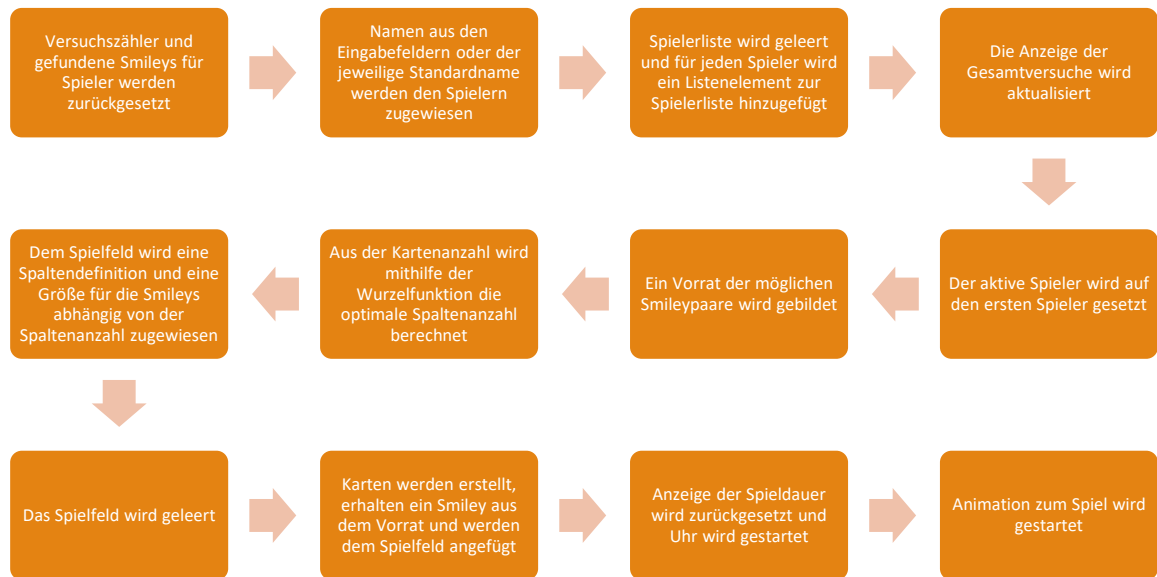 Versuchszähler und
gefundene Smileys für
Spieler werden
zurückgesetzt
Namen aus den
Eingabefeldern oder der
jeweilige Standardname
werden den Spielern
zugewiesen
Spielerliste wird geleert
und für jeden Spieler wird
ein Listenelement zur
Spielerliste hinzugefügt
Die Anzeige der
Gesamtversuche wird
aktualisiert
Der aktive Spieler wird auf
den ersten Spieler gesetzt
Ein Vorrat der möglichen
Smileypaare wird gebildet
Aus der Kartenanzahl wird
mithilfe der
Wurzelfunktion die
optimale Spaltenanzahl
berechnet
Dem Spielfeld wird eine
Spaltendefinition und eine
Größe für die Smileys
abhängig von der
Spaltenanzahl zugewiesen
Das Spielfeld wird geleert
Karten werden erstellt,
erhalten ein Smiley aus
dem Vorrat und werden
dem Spielfeld angefügt
Anzeige der Spieldauer
wird zurückgesetzt und
Uhr wird gestartet
Animation zum Spiel wird
gestartet